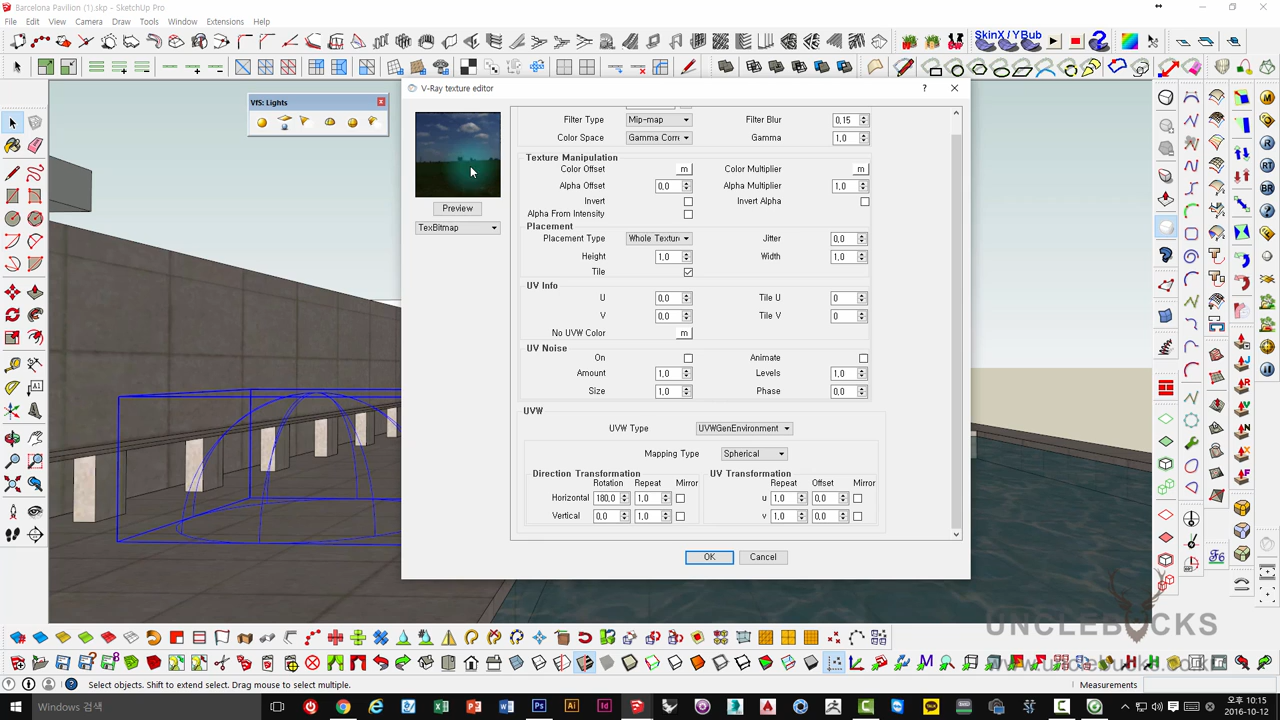 Barcelona Pavilion (1).skp - SketchUp Pro
File Edit View Camera Draw Tools Window Extensions Help
SkinX / YBub
VfS: Lights
V-Ray texture editor
?
Filter Type Mip-map Filter Blur 0,15
Color Space Gamma Corr Gamma 1,0
Texture Manipulation
Color Offset m Color Multiplier m
Alpha Offset 0,0 Alpha Multiplier 1,0
Invert Invert Alpha
Alpha From Intensity
Preview
TexBitmap
Placement
Placement Type Whole Textur Jitter 0,0
Height 1,0 Width 1,0
Tile
UV Info
U 0,0 Tile U 0
V 0,0 Tile V 0
No UVW Color m
UV Noise
On Animate
Amount 1,0 Levels 1,0
Size 1,0 Phase 0,0
UVW
UVW Type UVWGenEnvironment
Mapping Type Spherical
Direction Transformation UV Transformation
Rotation Repeat Mirror Repeat Offset Mirror
Horizontal 180,0 1,0 u 1,0 0,0
Vertical 0,0 1,0 v 1,0 0,0
OK Cancel
UNCLEBUCKS
www.unclebucks.co.kr
Select objects. Shift to extend select. Drag mouse to select multiple.
Measurements
Windows 검색
오후 10:15
2016-10-12